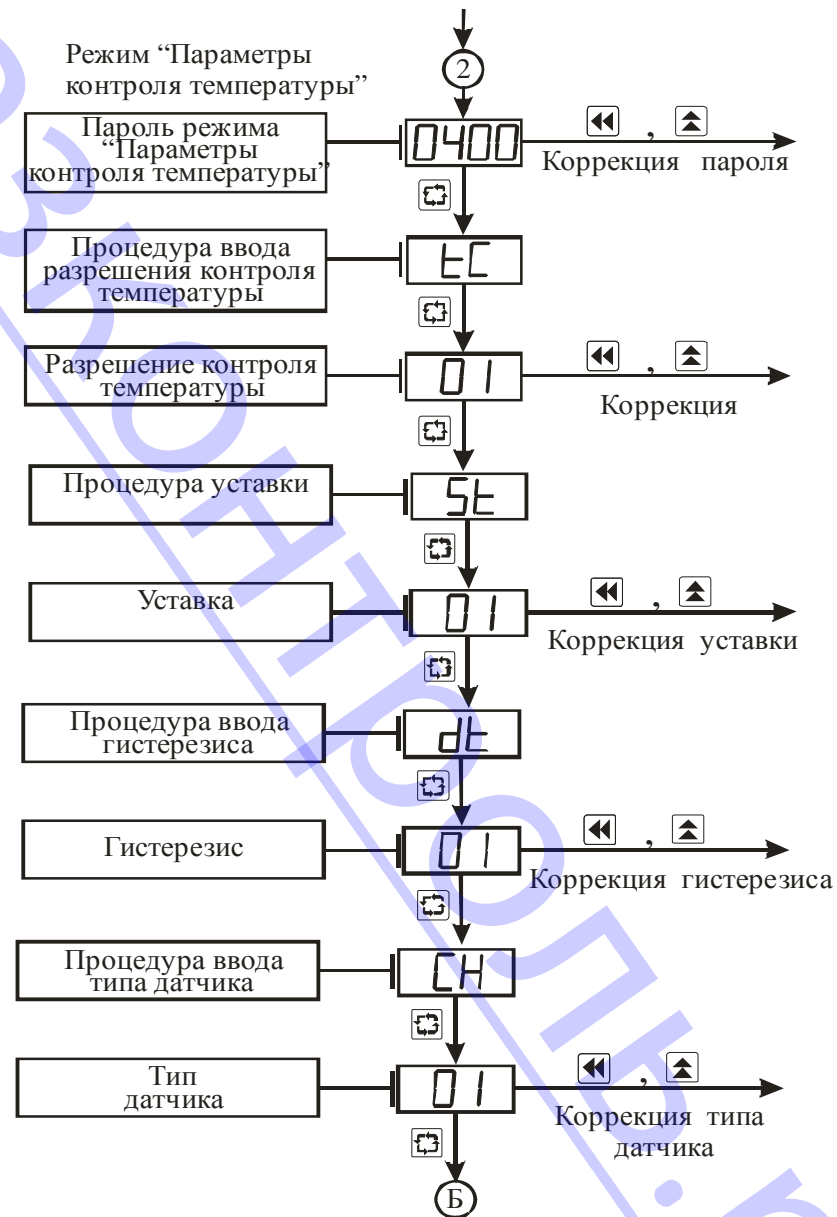 2
Режим “Параметры
контроля температуры”
Пароль режима
“Параметры
контроля температуры”
0400
,
Коррекция пароля
Процедура ввода
разрешения контроля
температуры
tC
Разрешение контроля
температуры
01
,
Коррекция
Процедура уставки
St
Уставка
01
,
Коррекция уставки
Процедура ввода
гистерезиса
dt
Гистерезис
01
,
Коррекция гистерезиса
Процедура ввода
типа датчика
CH
Тип
датчика
01
,
Коррекция типа
датчика
Б